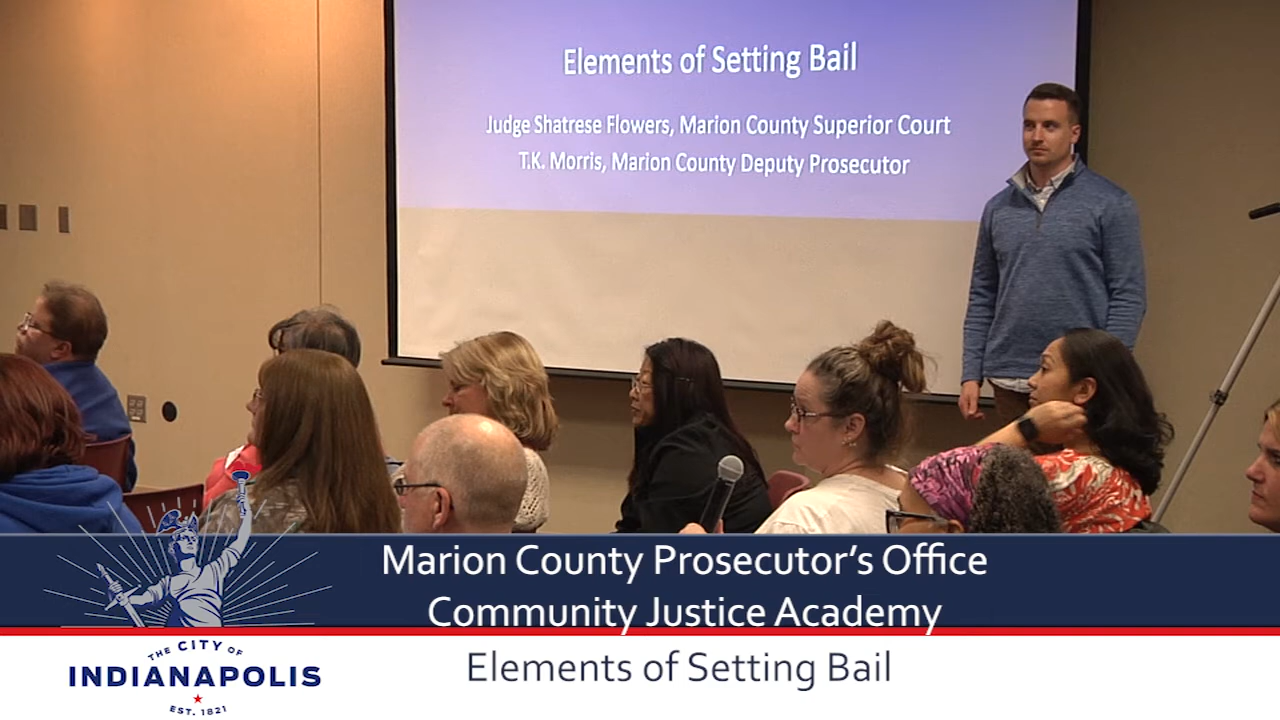 Elements of Setting Bail
Judge Shatrese Flowers, Marion County Superior Court
T.K. Morris, Marion County Deputy Prosecutor
Marion County Prosecutor’s Office
Community Justice Academy
THE CITY OF
INDIANAPOLIS
EST. 1821
Elements of Setting Bail